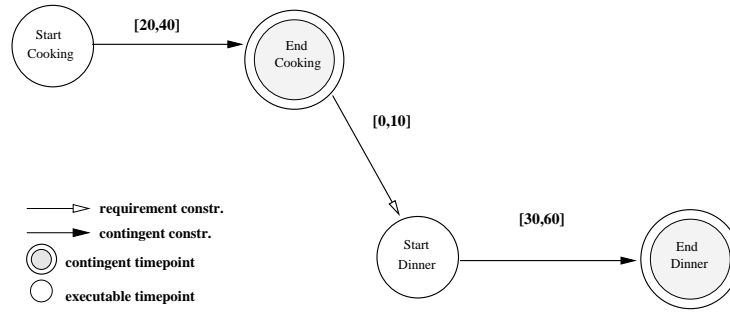 [20,40]
Start
Cooking
End
Cooking
[0,10]
requirement constr.
contingent constr.
contingent timepoint
executable timepoint
[30,60]
Start
Dinner
End
Dinner